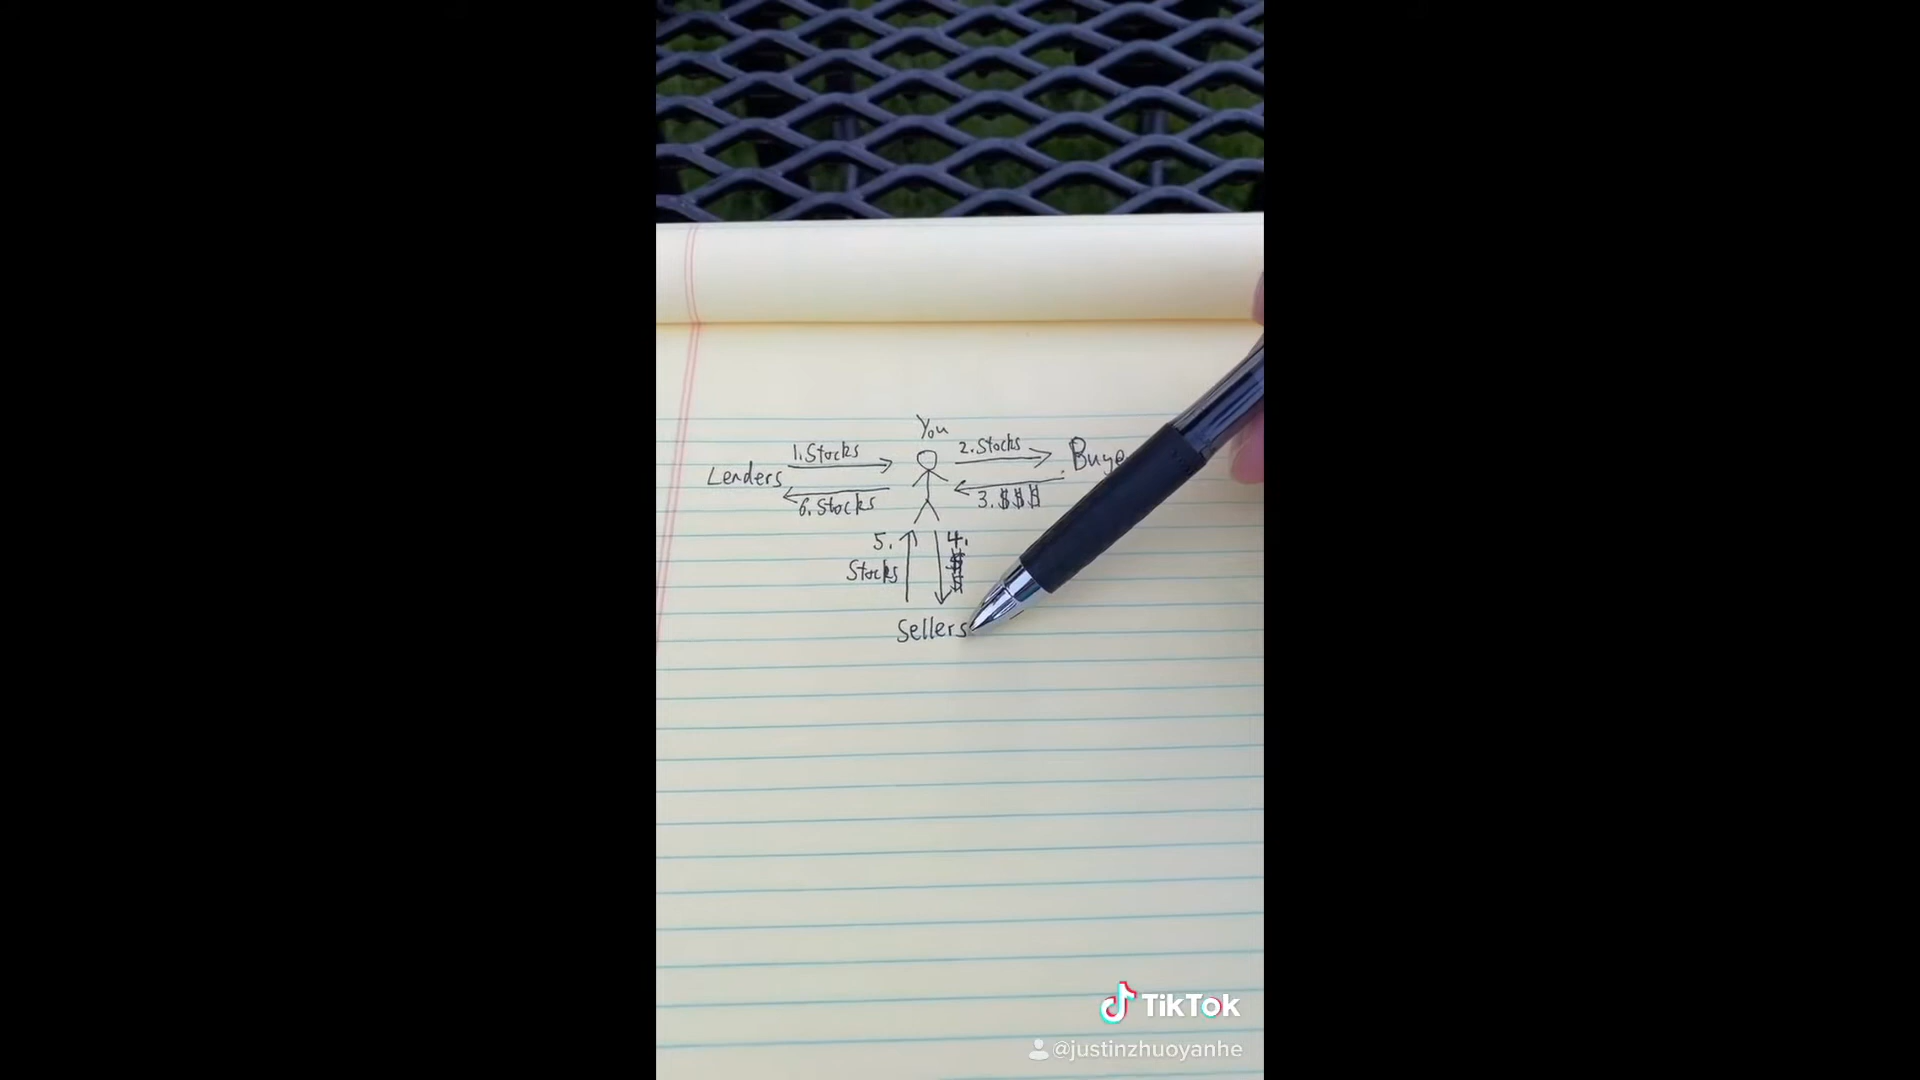 You
1. Stocks
2. Stocks
Lenders
6. Stocks
3. $$$
5.
Stocks
4.
$
$
Sellers
TikTok
@justinzhuoyanhe